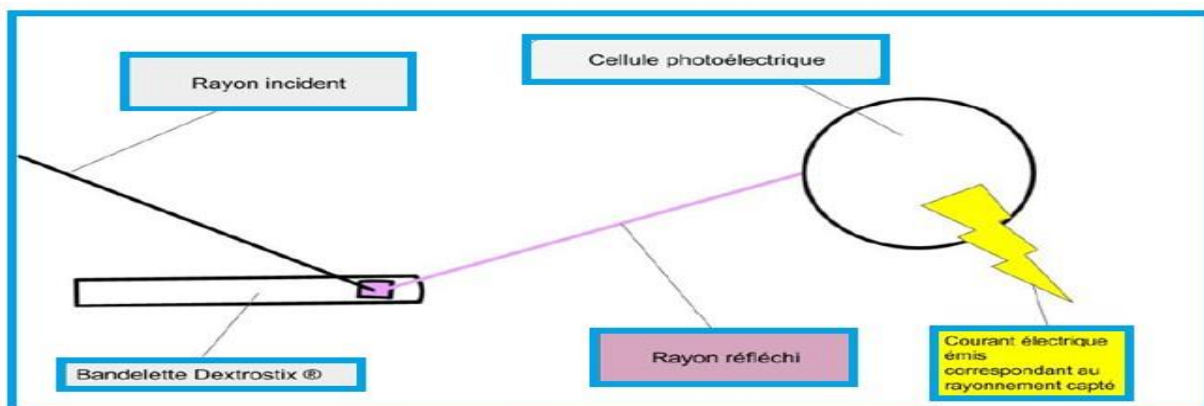 Rayon incident
Cellule photoélectrique
Bandelette Dextrostix ®
Rayon réfléchi
Courant électrique
émis
correspondant au
rayonnement capté